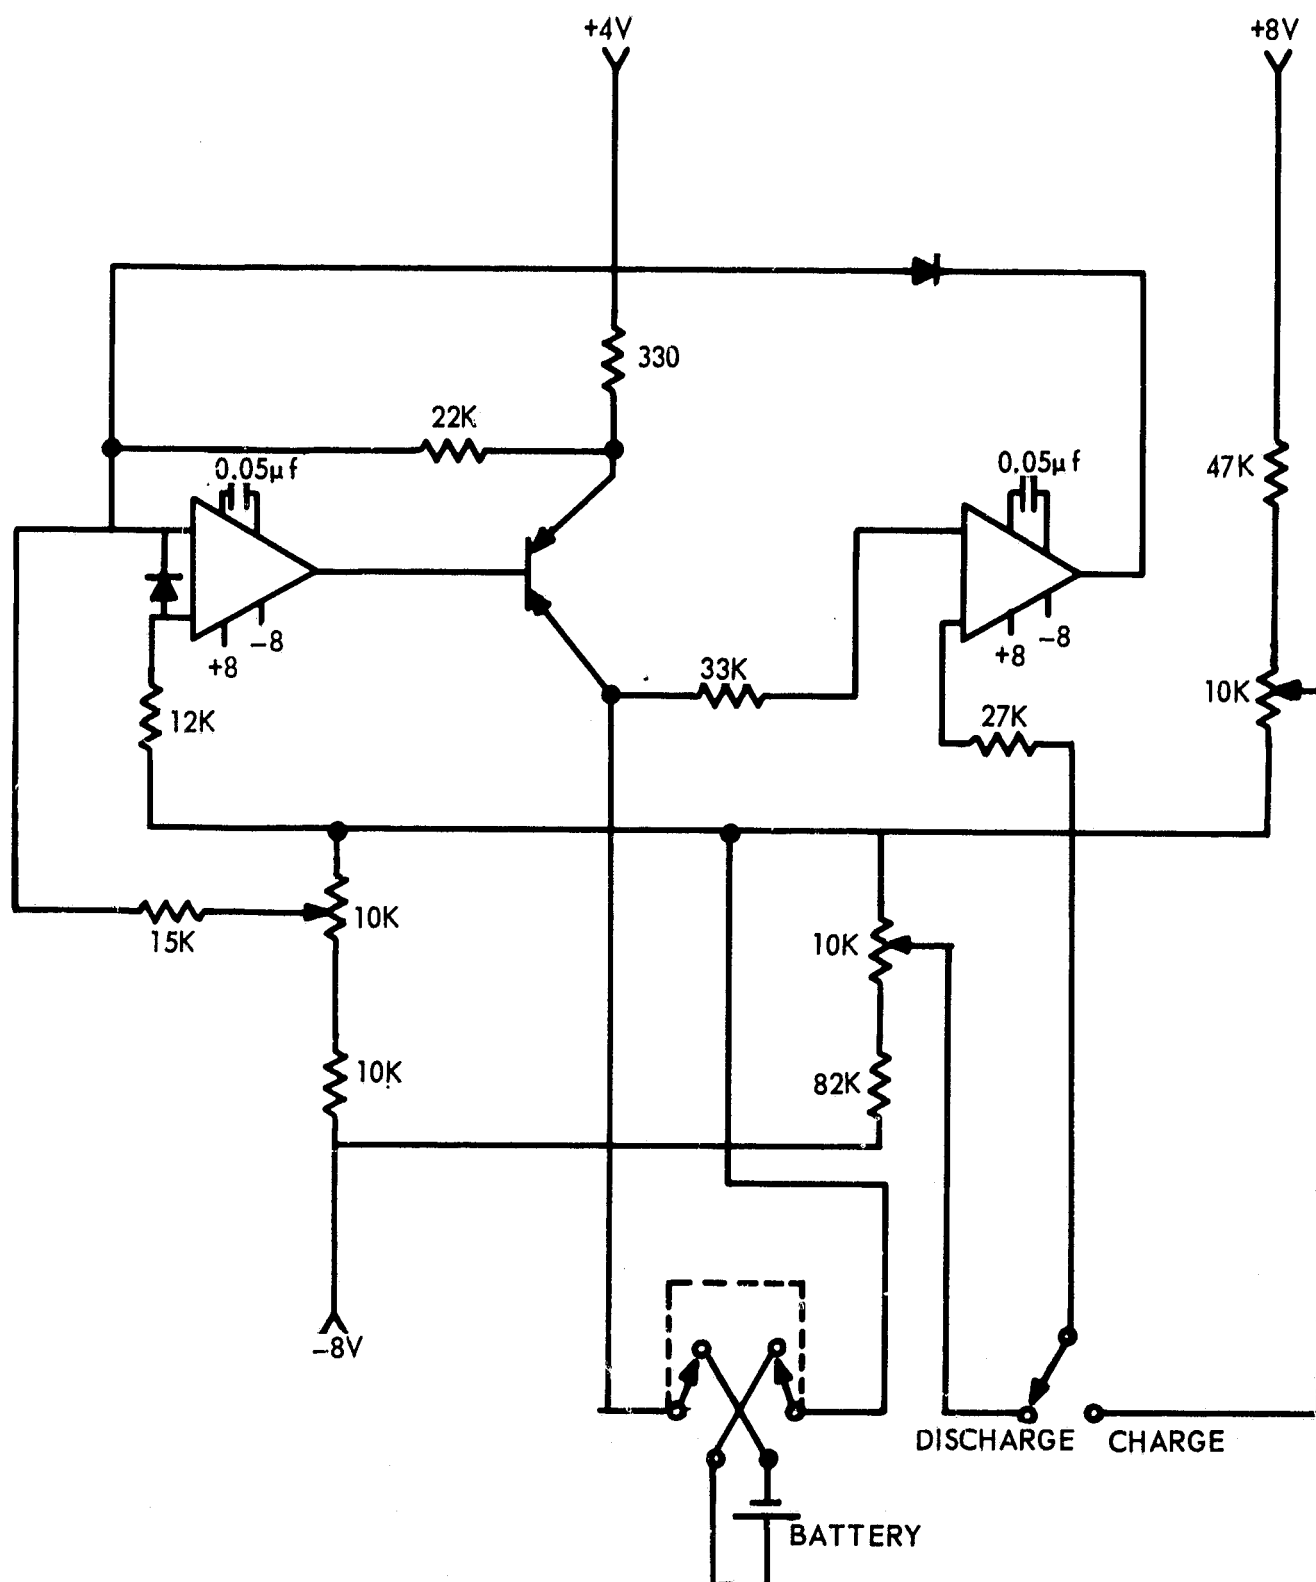 +4V
+8V
330
22K
0.05μf
0.05μf
47K
-8
+8
-8
+8
33K
10K
12K
27K
10K
15K
10K
10K
82K
-8V
DISCHARGE
CHARGE
BATTERY